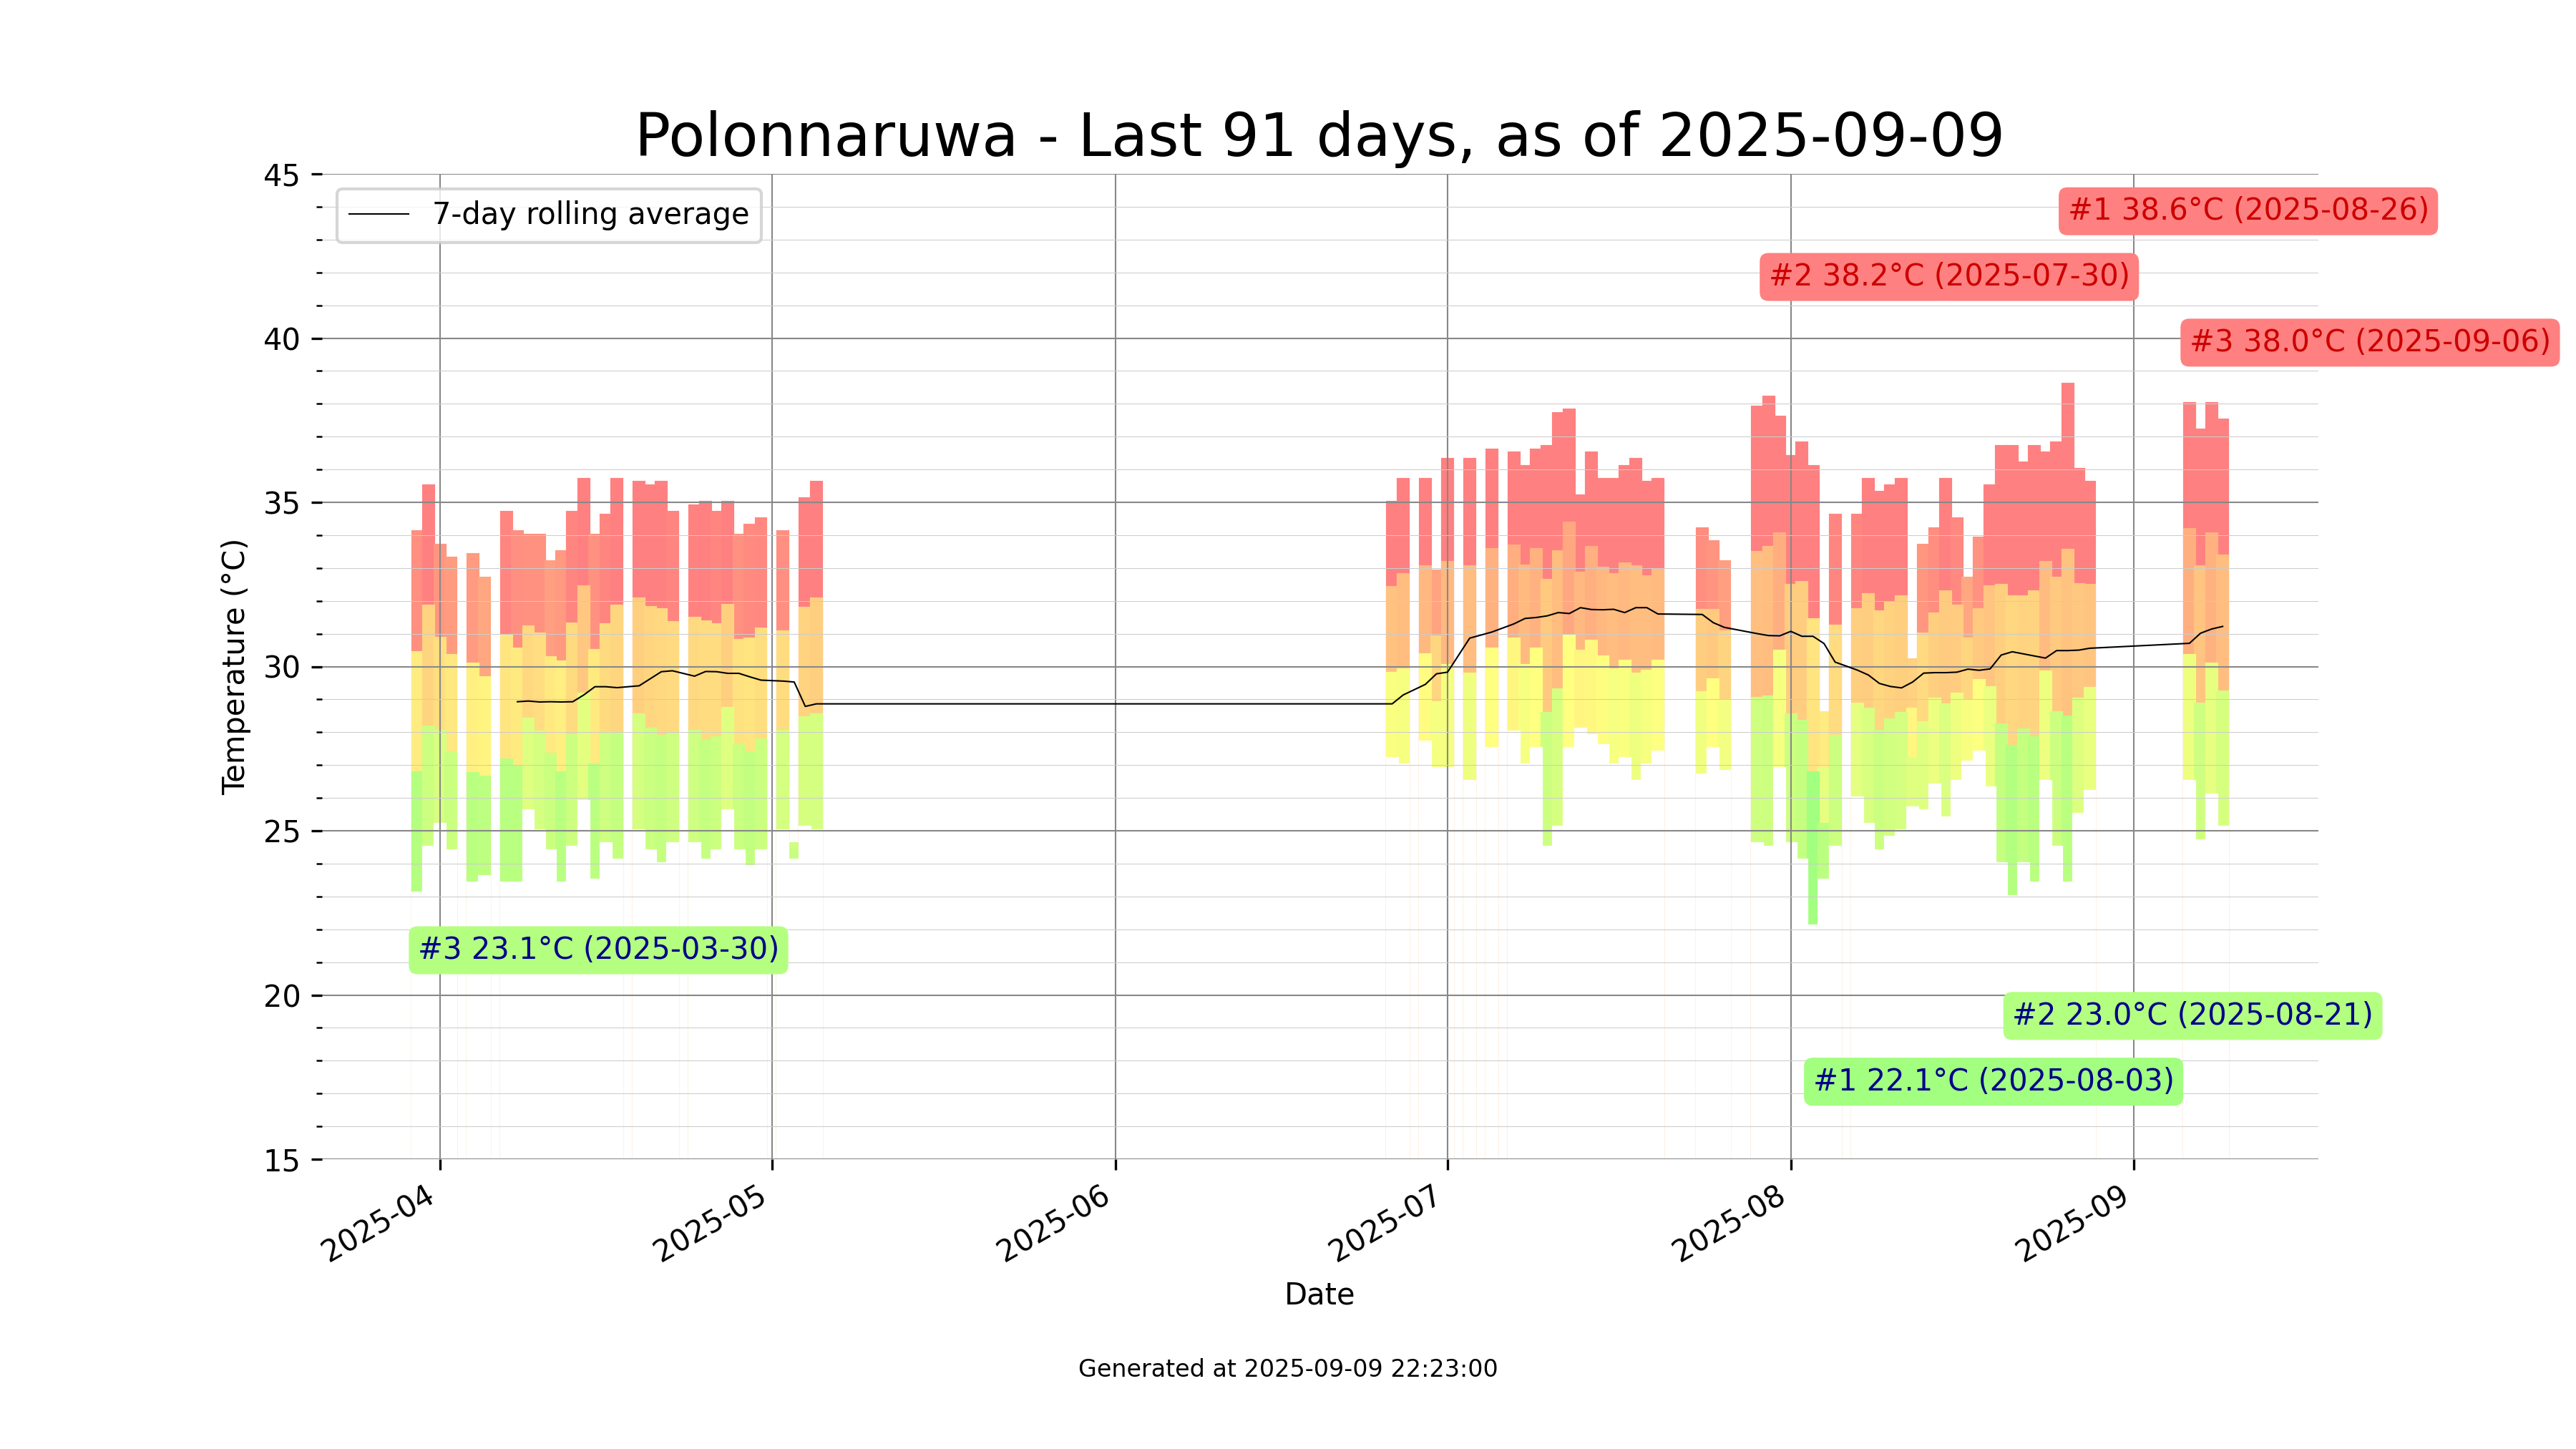 Polonnaruwa - Last 91 days, as of 2025-09-09
45
7-day rolling average
#1 38.6°C (2025-08-26)
#2 38.2°C (2025-07-30)
40
#3 38.0°C (2025-09-06)
35
Temperature (°C)
30
25
#3 23.1°C (2025-03-30)
20
#2 23.0°C (2025-08-21)
#1 22.1°C (2025-08-03)
15
2025-04
2025-05
2025-06
2025-07
2025-08
2025-09
Date
Generated at 2025-09-09 22:23:00